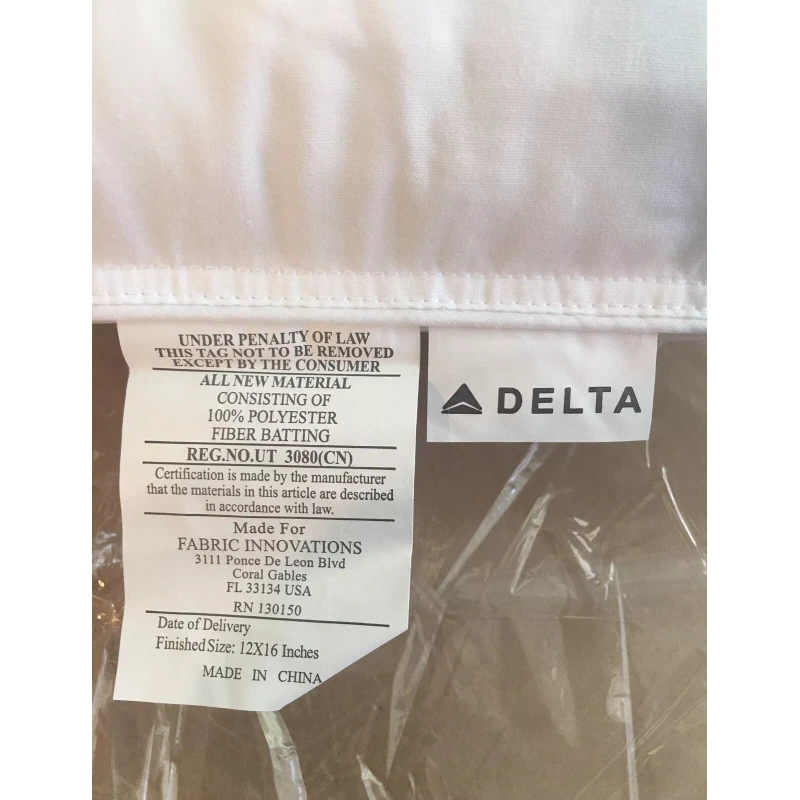 UNDER PENALTY OF LAW
THIS TAG NOT TO BE REMOVED
EXCEPT BY THE CONSUMER
ALL NEW MATERIAL
CONSISTING OF
100% POLYESTER
FIBER BATTING
REG.NO.UT 3080(CN)
Certification is made by the manufacturer
that the materials in this article are described
in accordance with law.
Made For
FABRIC INNOVATIONS
3111 Ponce De Leon Blvd
Coral Gables
FL 33134 USA
RN 130150
Date of Delivery
Finished Size: 12X16 Inches
MADE IN CHINA
DELTA